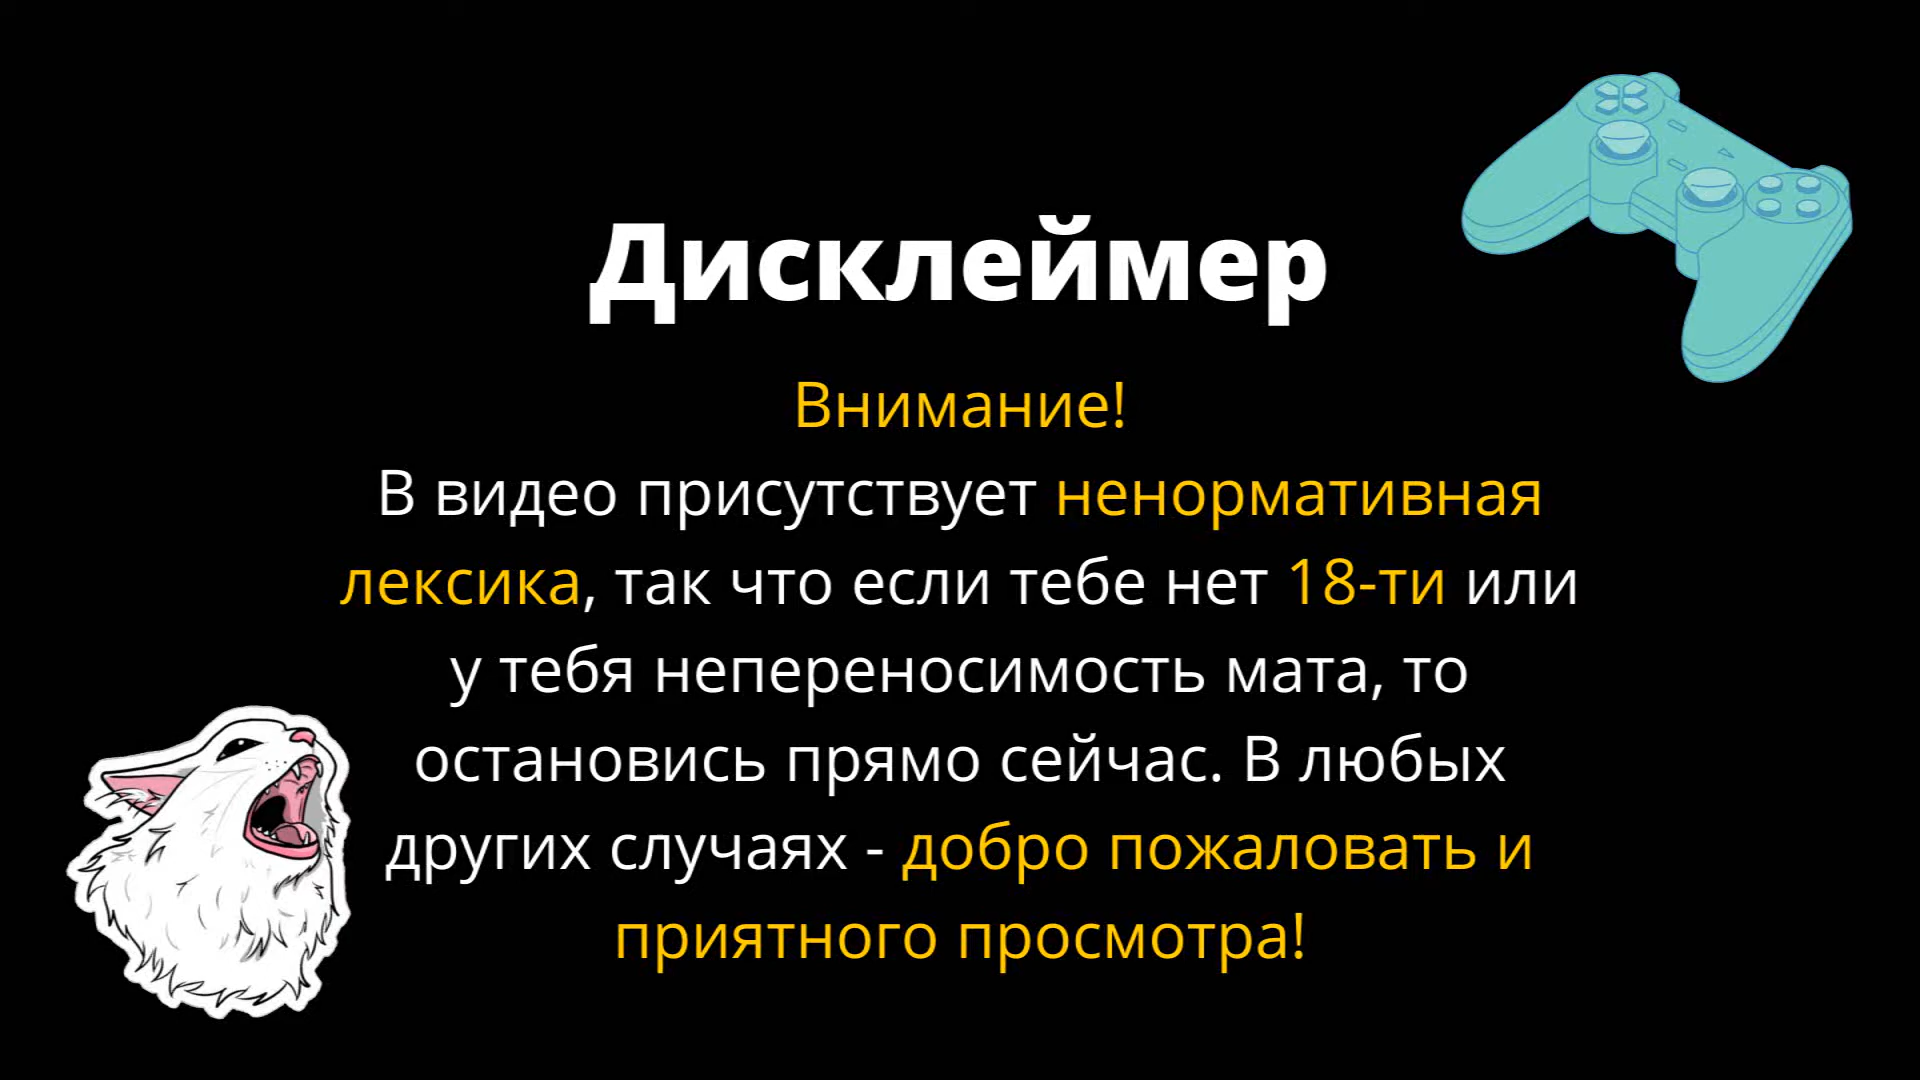 Дисклеймер
Внимание!
В видео присутствует ненормативная
лексика, так что если тебе нет 18-ти или
у тебя непереносимость мата, то
остановись прямо сейчас. В любых
других случаях - добро пожаловать и
приятного просмотра!